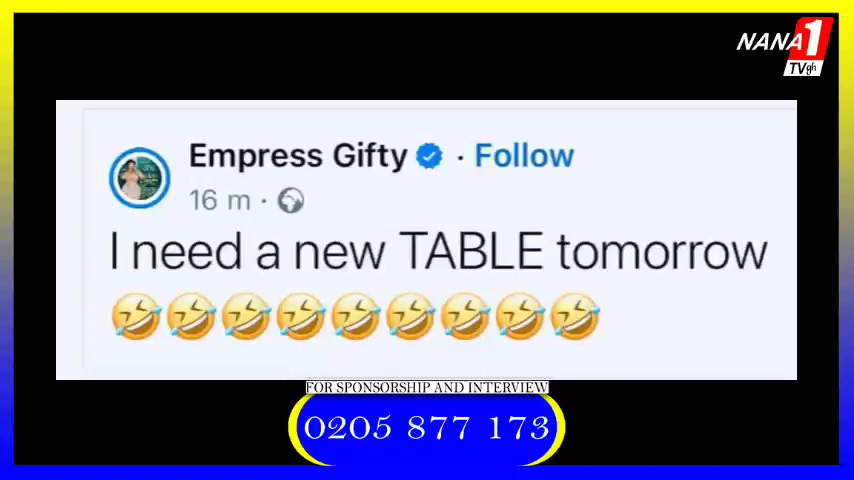 NANA1
TVgh
Empress Gifty · Follow
16 m ·
I need a new TABLE tomorrow
🤣🤣🤣🤣🤣🤣🤣🤣🤣
FOR SPONSORSHIP AND INTERVIEW
0205 877 173